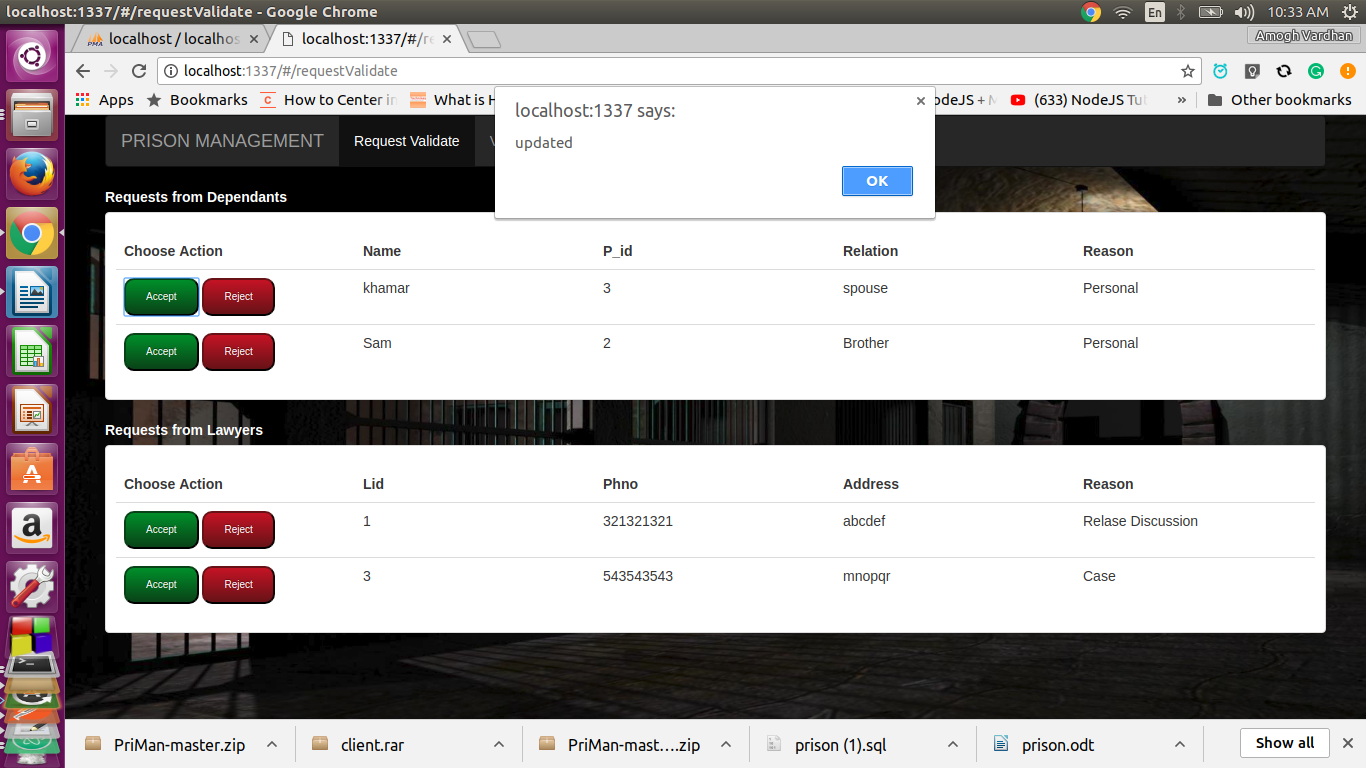 localhost:1337/#/requestValidate - Google Chrome
En
10:33 AM
PMA
localhost / localhos
localhost:1337/#/re
Amogh Vardhan
localhost:1337/#/requestValidate
Apps
Bookmarks
How to Center in
What is H
odeJS + M
(633) NodeJS Tut
»
Other bookmarks
localhost:1337 says:
updated
OK
PRISON MANAGEMENT
Request Validate
V
Requests from Dependants
Choose Action Name P_id Relation Reason
Accept Reject khamar 3 spouse Personal
Accept Reject Sam 2 Brother Personal
Requests from Lawyers
Choose Action Lid Phno Address Reason
Accept Reject 1 321321321 abcdef Relase Discussion
Accept Reject 3 543543543 mnopqr Case
PriMan-master.zip
client.rar
PriMan-mast....zip
prison (1).sql
prison.odt
Show all